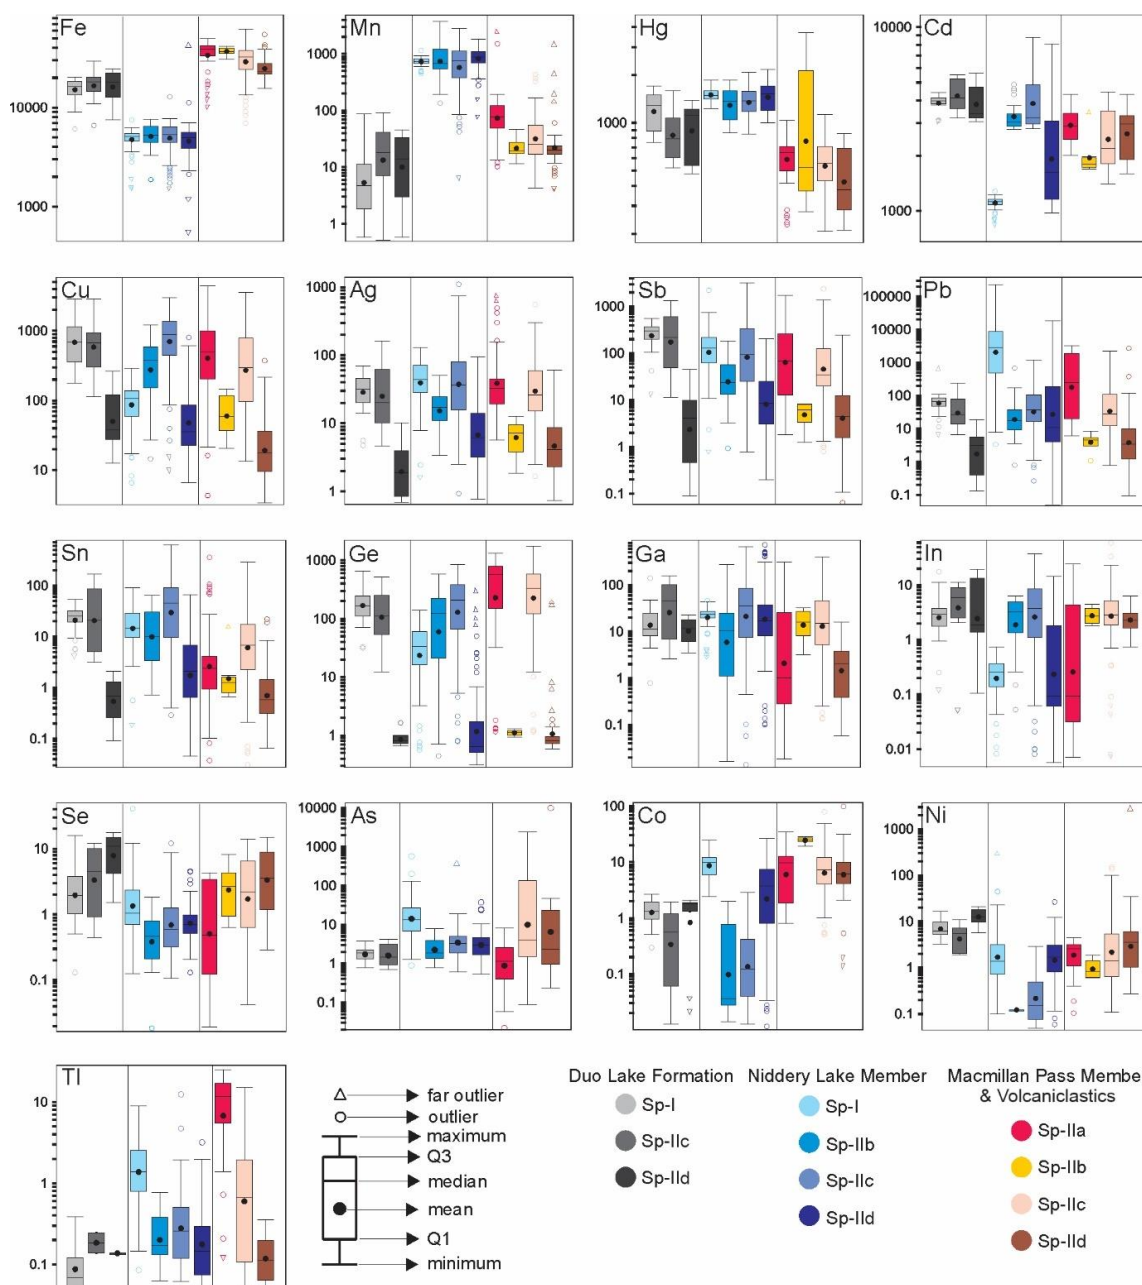 Fe
10000
1000
Mn
1000
100
10
1
Hg
1000
Cd
10000
1000
Cu
1000
100
10
Ag
1000
100
10
1
Sb
1000
100
10
1
0.1
Pb
100000
10000
1000
100
10
1
0.1
Sn
100
10
1
0.1
Ge
1000
100
10
1
Ga
100
10
1
0.1
In
10
1
0.1
0.01
Se
10
1
0.1
As
10000
1000
100
10
1
0.1
Co
100
10
1
0.1
Ni
1000
100
10
1
0.1
Tl
10
1
0.1
far outlier
outlier
maximum
Q3
median
mean
Q1
minimum
Duo Lake Formation
Sp-I
Sp-IIc
Sp-IId
Niddery Lake Member
Sp-I
Sp-IIb
Sp-IIc
Sp-IId
Macmillan Pass Membe
& Volcaniclastics
Sp-IIa
Sp-IIb
Sp-IIc
Sp-IId